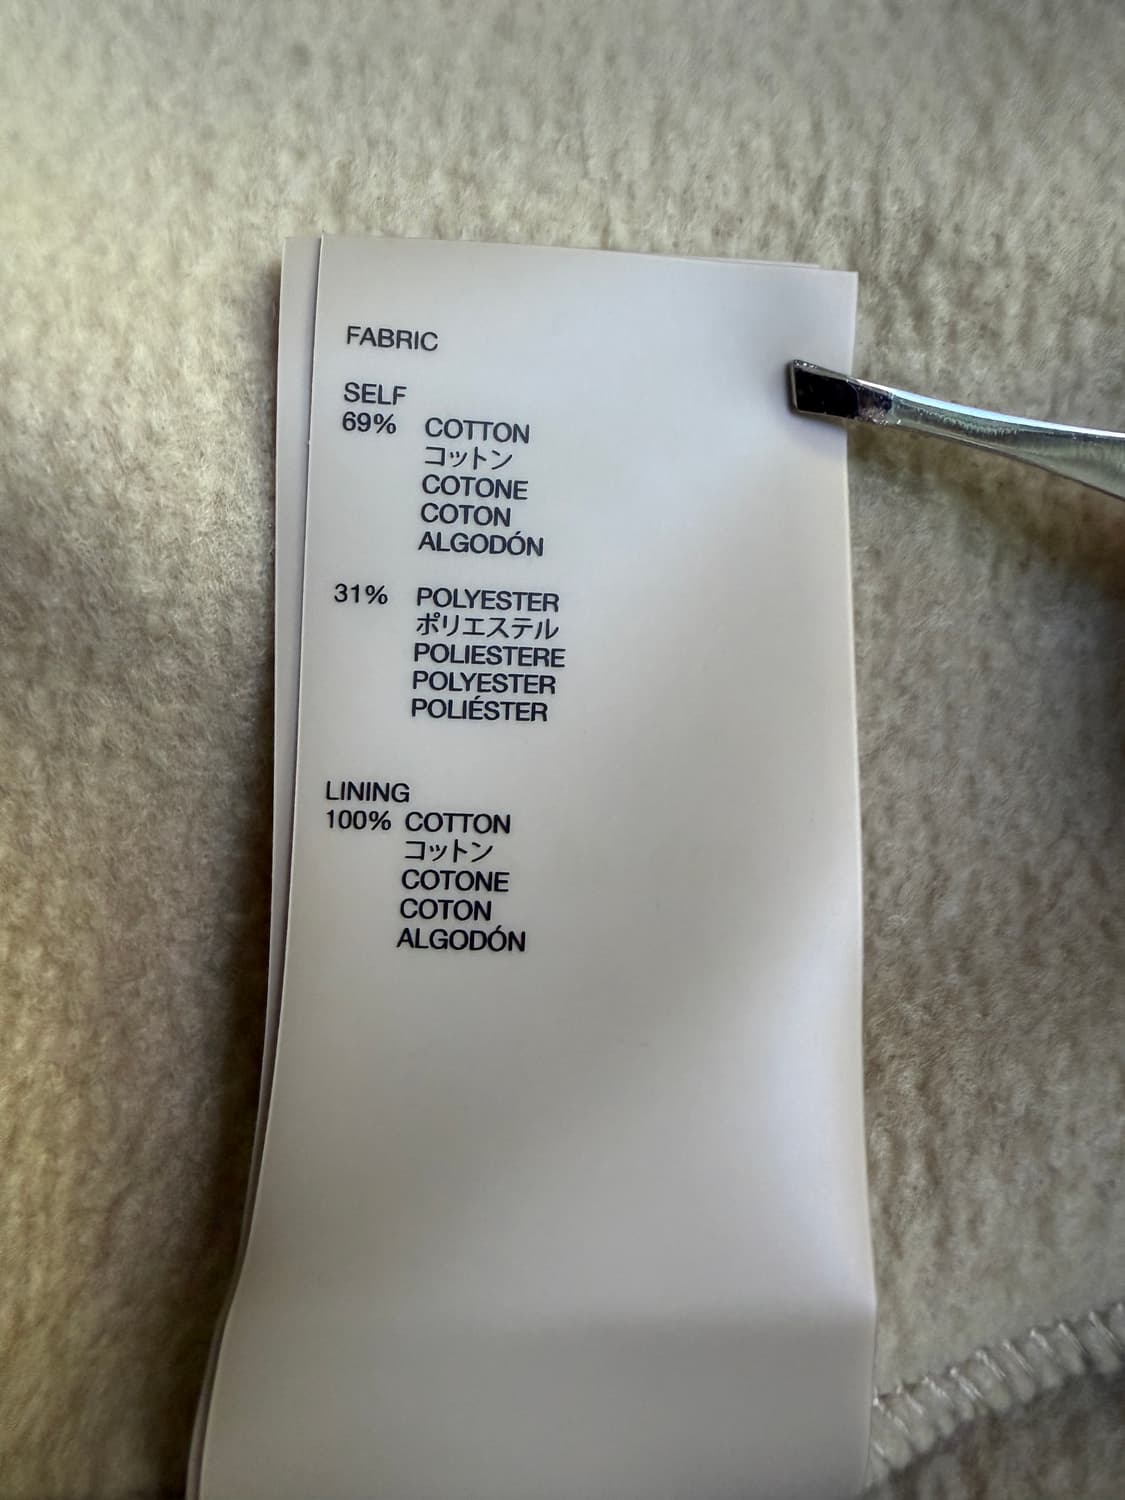 FABRIC
SELF
69% COTTON
コットン
COTONE
COTON
ALGODÓN
31% POLYESTER
ポリエステル
POLIESTERE
POLYESTER
POLIÉSTER
LINING
100% COTTON
コットン
COTONE
COTON
ALGODÓN